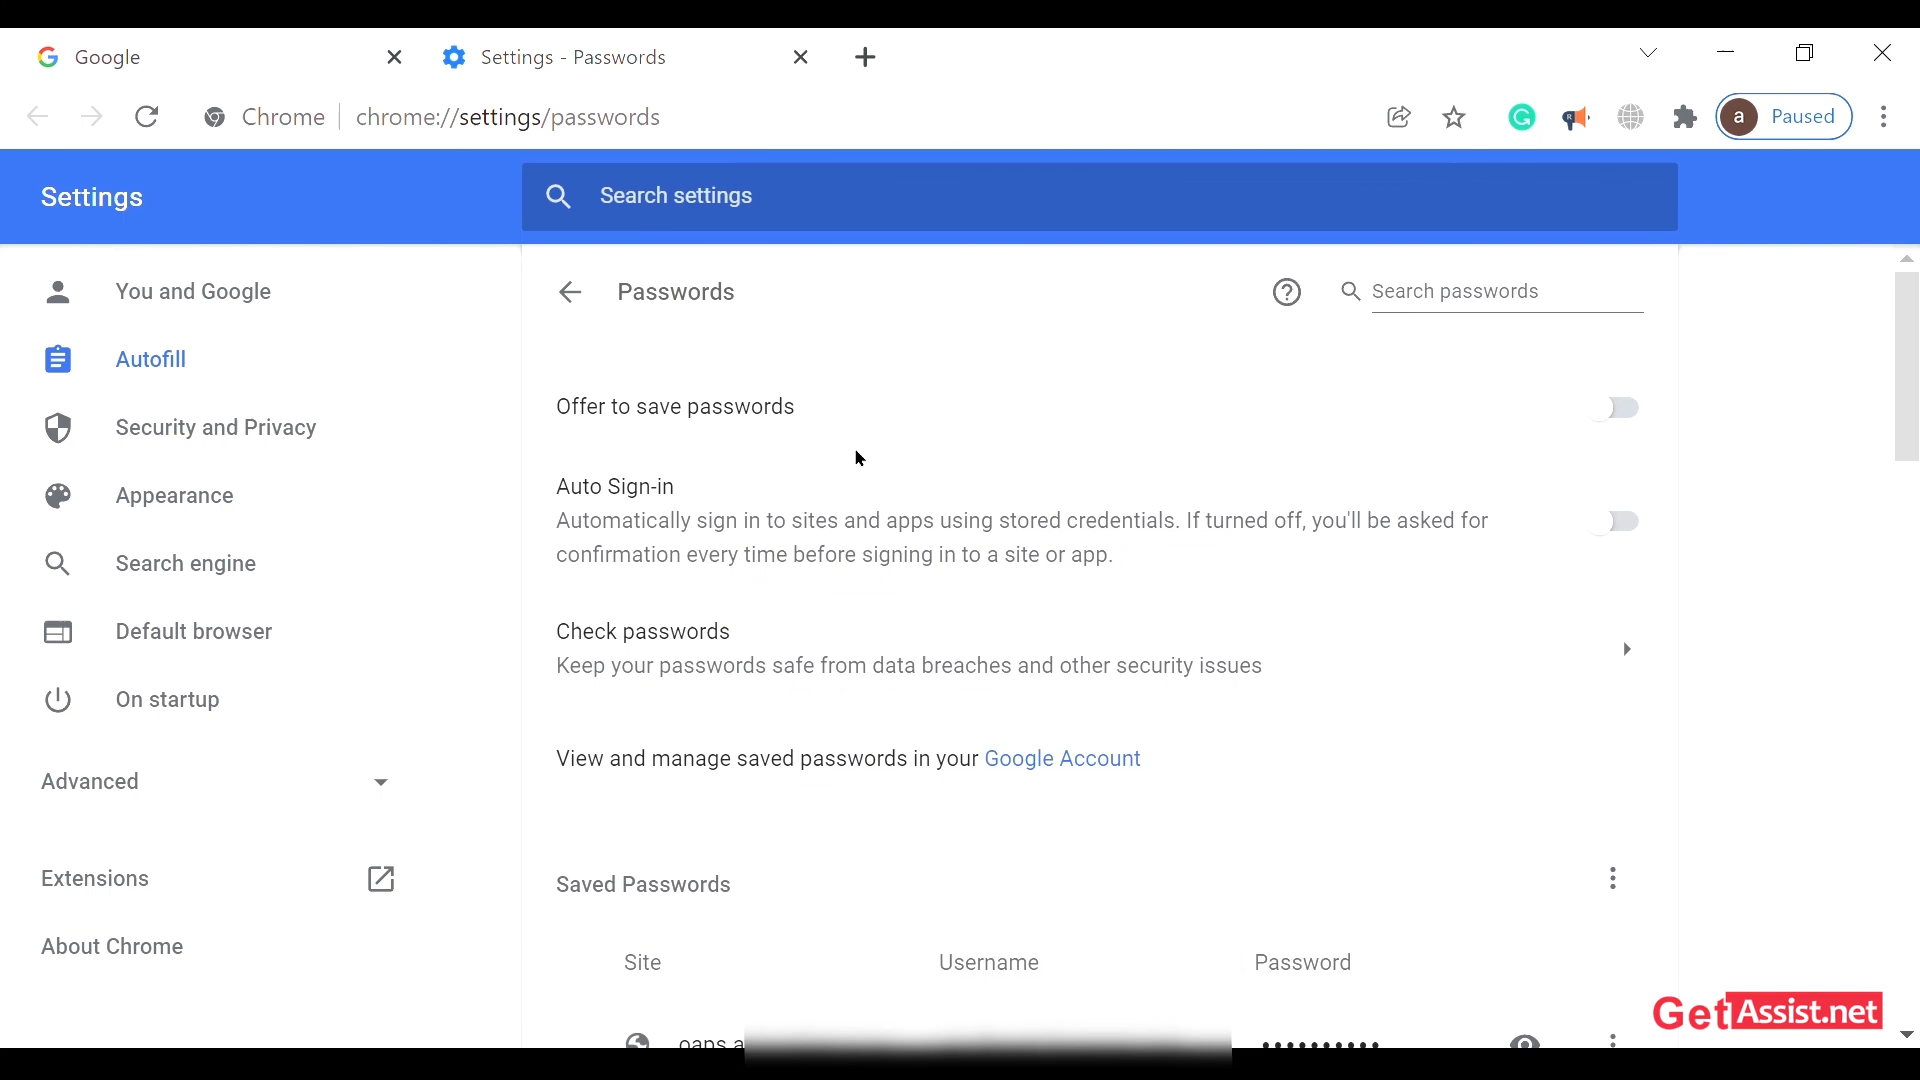 Google
Settings - Passwords
Chrome
chrome://settings/passwords
a
Paused
Settings
Search settings
You and Google
Autofill
Security and Privacy
Appearance
Search engine
Default browser
On startup
Advanced
Extensions
About Chrome
Passwords
Search passwords
Offer to save passwords
Auto Sign-in
Automatically sign in to sites and apps using stored credentials. If turned off, you'll be asked for
confirmation every time before signing in to a site or app.
Check passwords
Keep your passwords safe from data breaches and other security issues
View and manage saved passwords in your Google Account
Saved Passwords
Site Username Password
GetAssist.net